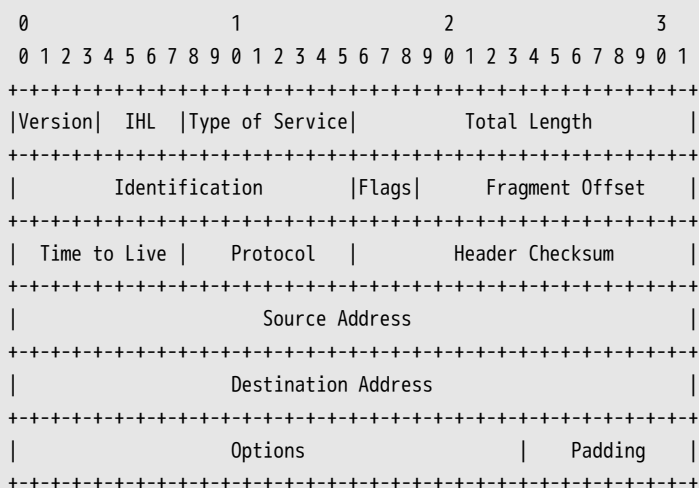 0                   1                   2                   3
 0 1 2 3 4 5 6 7 8 9 0 1 2 3 4 5 6 7 8 9 0 1 2 3 4 5 6 7 8 9 0 1
+-+-+-+-+-+-+-+-+-+-+-+-+-+-+-+-+-+-+-+-+-+-+-+-+-+-+-+-+-+-+-+-+
|Version|  IHL  |Type of Service|          Total Length         |
+-+-+-+-+-+-+-+-+-+-+-+-+-+-+-+-+-+-+-+-+-+-+-+-+-+-+-+-+-+-+-+-+
|         Identification        |Flags|      Fragment Offset    |
+-+-+-+-+-+-+-+-+-+-+-+-+-+-+-+-+-+-+-+-+-+-+-+-+-+-+-+-+-+-+-+-+
|  Time to Live |    Protocol   |         Header Checksum       |
+-+-+-+-+-+-+-+-+-+-+-+-+-+-+-+-+-+-+-+-+-+-+-+-+-+-+-+-+-+-+-+-+
|                       Source Address                          |
+-+-+-+-+-+-+-+-+-+-+-+-+-+-+-+-+-+-+-+-+-+-+-+-+-+-+-+-+-+-+-+-+
|                    Destination Address                        |
+-+-+-+-+-+-+-+-+-+-+-+-+-+-+-+-+-+-+-+-+-+-+-+-+-+-+-+-+-+-+-+-+
|                    Options                    |    Padding    |
+-+-+-+-+-+-+-+-+-+-+-+-+-+-+-+-+-+-+-+-+-+-+-+-+-+-+-+-+-+-+-+-+